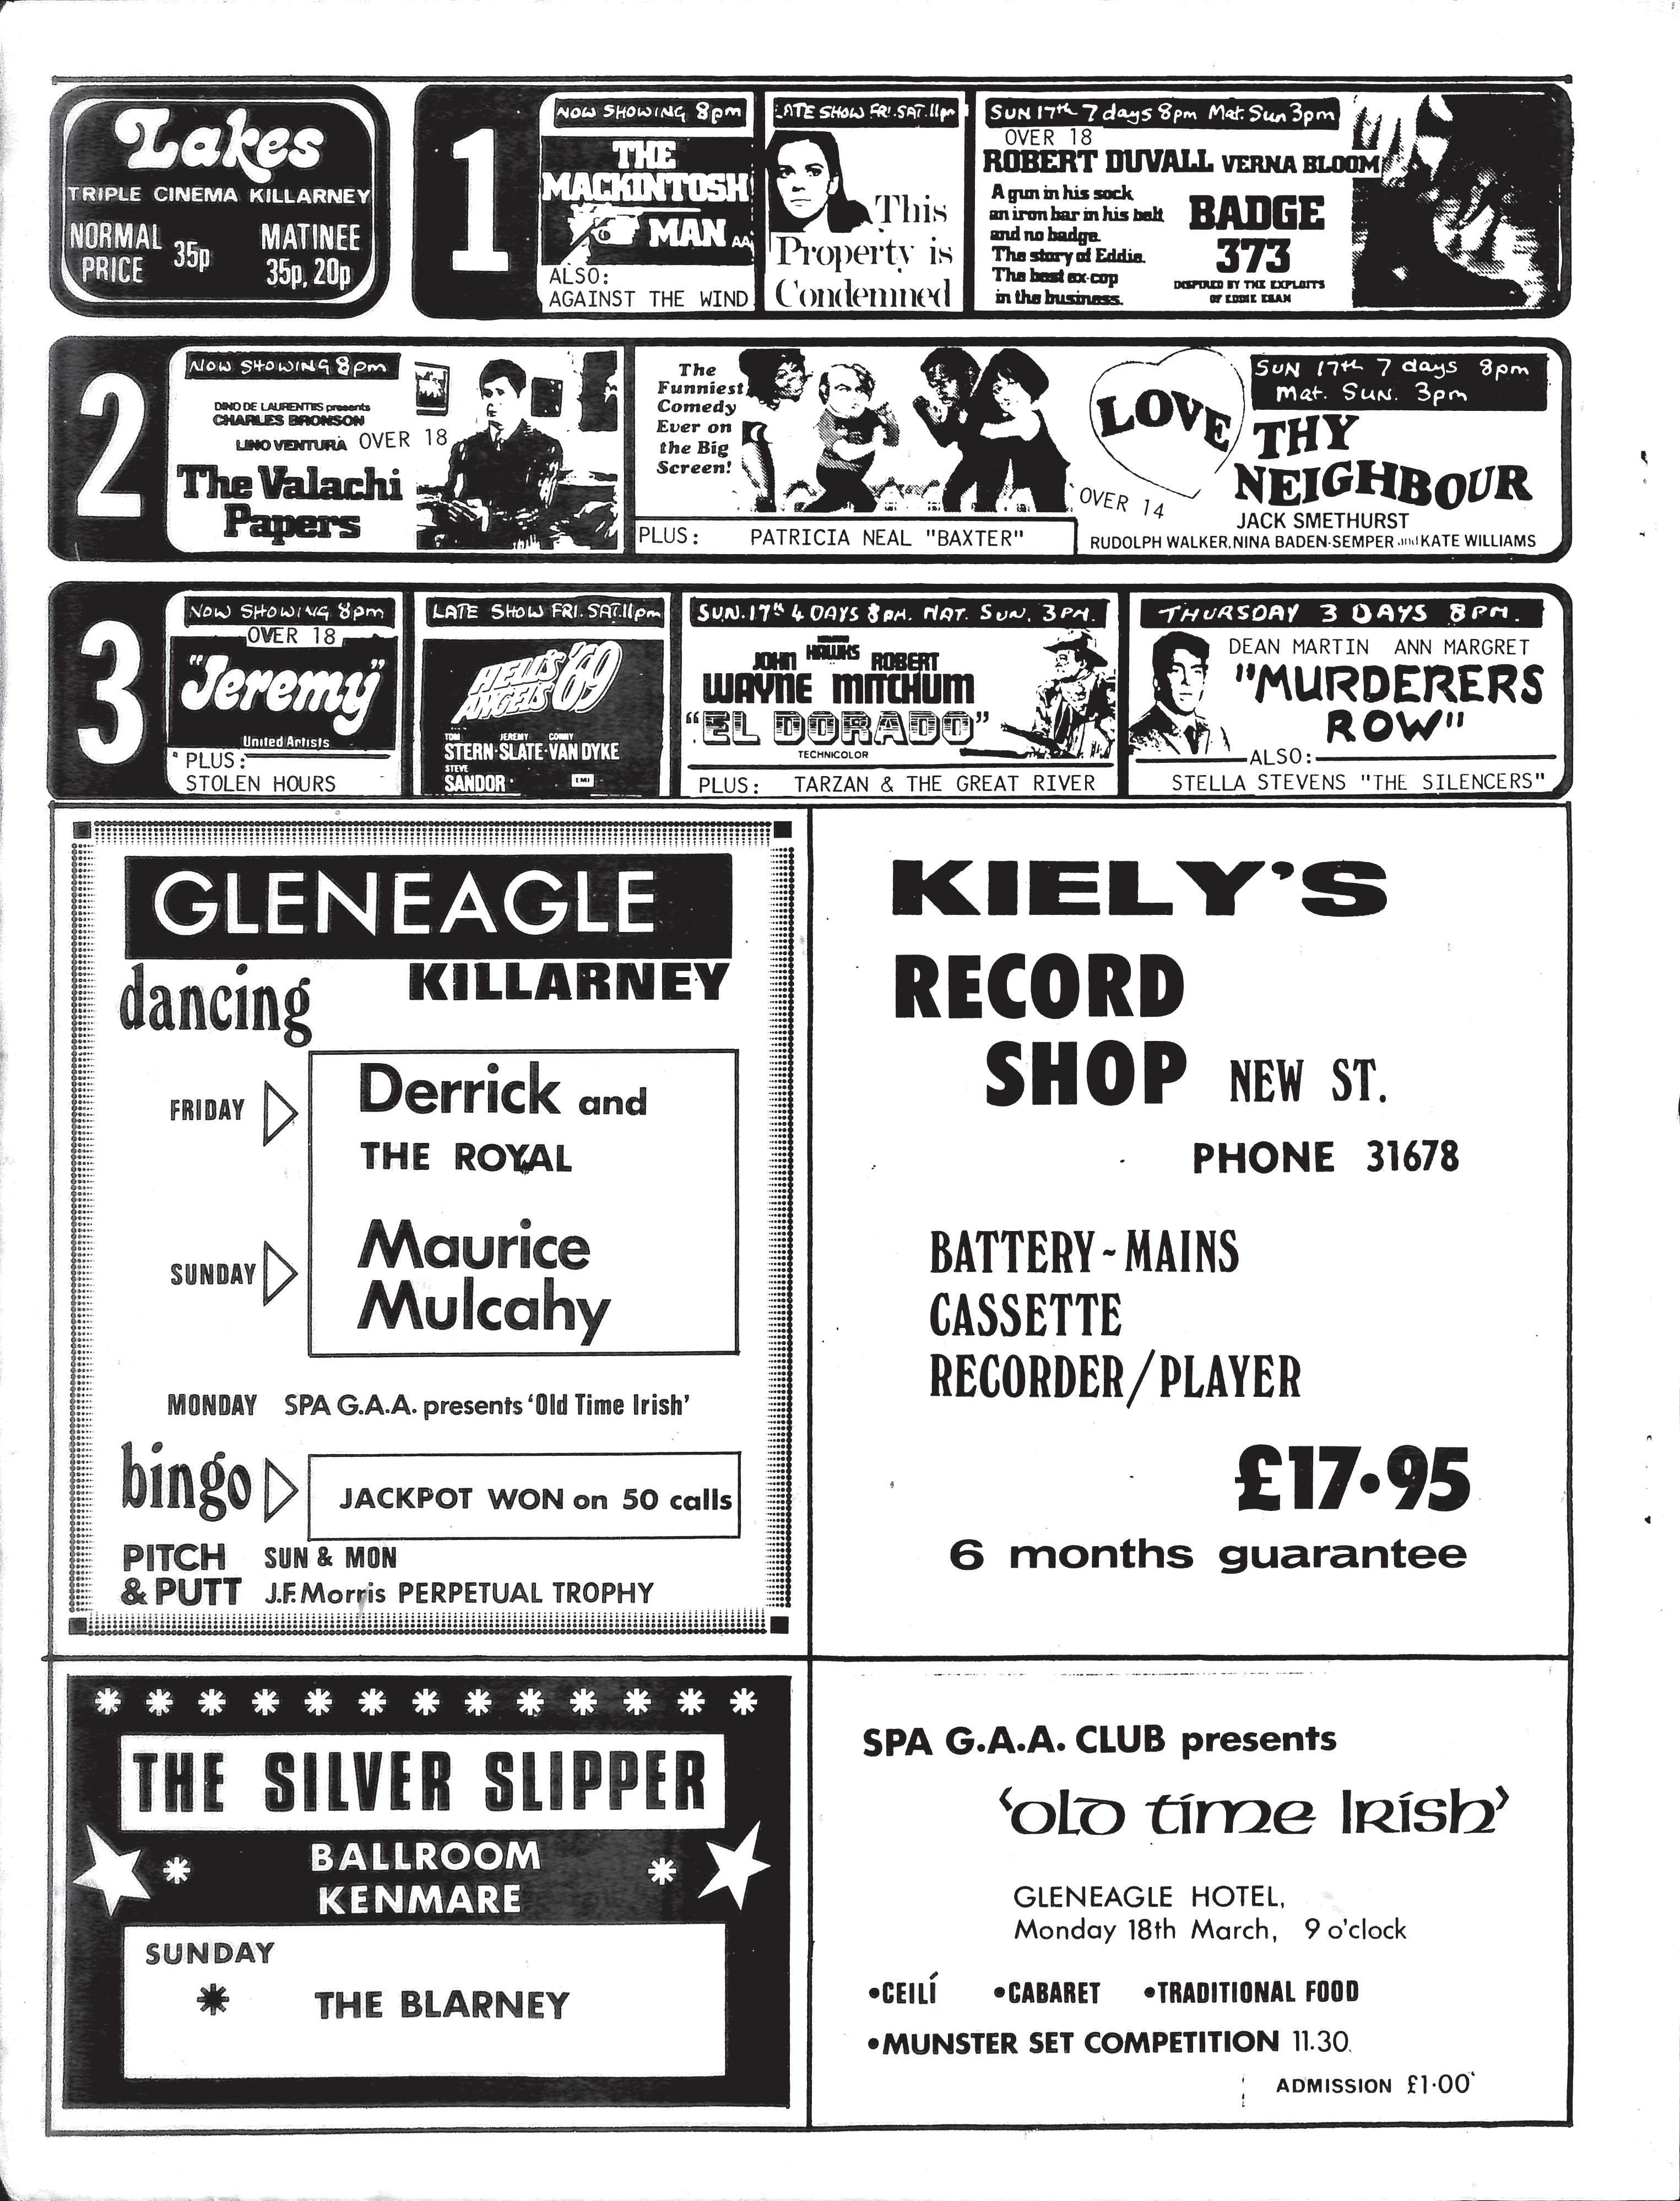 Lakes
TRIPLE CINEMA KILLARNEY
NORMAL PRICE 35p
MATINEE 35p, 20p
1
NOW SHOWING 8pm
THE
MACKINTOSH
MAN AA
ALSO:
AGAINST THE WIND
LATE SHOW FRI. SAT. 11pm
This
Property is
Condemned
SUN 17th 7 days 8pm Mat. Sun 3pm
OVER 18
ROBERT DUVALL VERNA BLOOM
A gun in his sock
an iron bar in his belt
and no badge.
The story of Eddie.
The best ex-cop
in the business.
BADGE
373
INSPIRED BY THE EXPLOITS
OF EDDIE EGAN
2
NOW SHOWING 8pm
DINO DE LAURENTIIS presents
CHARLES BRONSON
LINO VENTURA OVER 18
The Valachi
Papers
The
Funniest
Comedy
Ever on
the Big
Screen!
PLUS: PATRICIA NEAL "BAXTER"
SUN 17th 7 days 8pm
Mat. SUN. 3pm
LOVE
THY
NEIGHBOUR
OVER 14
JACK SMETHURST
RUDOLPH WALKER, NINA BADEN-SEMPER and KATE WILLIAMS
3
NOW SHOWING 8pm
OVER 18
"Jeremy"
United Artists
PLUS:
STOLEN HOURS
LATE SHOW FRI. SAT. 11pm
HELL'S
ANGELS '69
TOM JEREMY CONNY
STERN·SLATE·VAN DYKE
STEVE
SANDOR
EMI
SUN. 17th 4 DAYS 8PM. MAT. SUN. 3PM.
HOWARD
HAWKS
JOHN ROBERT
WAYNE MITCHUM
"EL DORADO"
TECHNICOLOR
PLUS: TARZAN & THE GREAT RIVER
THURSDAY 3 DAYS 8PM.
DEAN MARTIN ANN MARGRET
"MURDERERS
ROW"
ALSO:
STELLA STEVENS "THE SILENCERS"
GLENEAGLE
KILLARNEY
dancing
FRIDAY
Derrick and
THE ROYAL
SUNDAY
Maurice
Mulcahy
MONDAY SPA G.A.A. presents 'Old Time Irish'
bingo
JACKPOT WON on 50 calls
PITCH
& PUTT
SUN & MON
J.F. Morris PERPETUAL TROPHY
KIELY'S
RECORD
SHOP NEW ST.
PHONE 31678
BATTERY-MAINS
CASSETTE
RECORDER/PLAYER
£17·95
6 months guarantee
THE SILVER SLIPPER
BALLROOM
KENMARE
SUNDAY
THE BLARNEY
SPA G.A.A. CLUB presents
'Old time Irish'
GLENEAGLE HOTEL,
Monday 18th March, 9 o'clock
•CEILÍ •CABARET •TRADITIONAL FOOD
•MUNSTER SET COMPETITION 11.30
ADMISSION £1·00